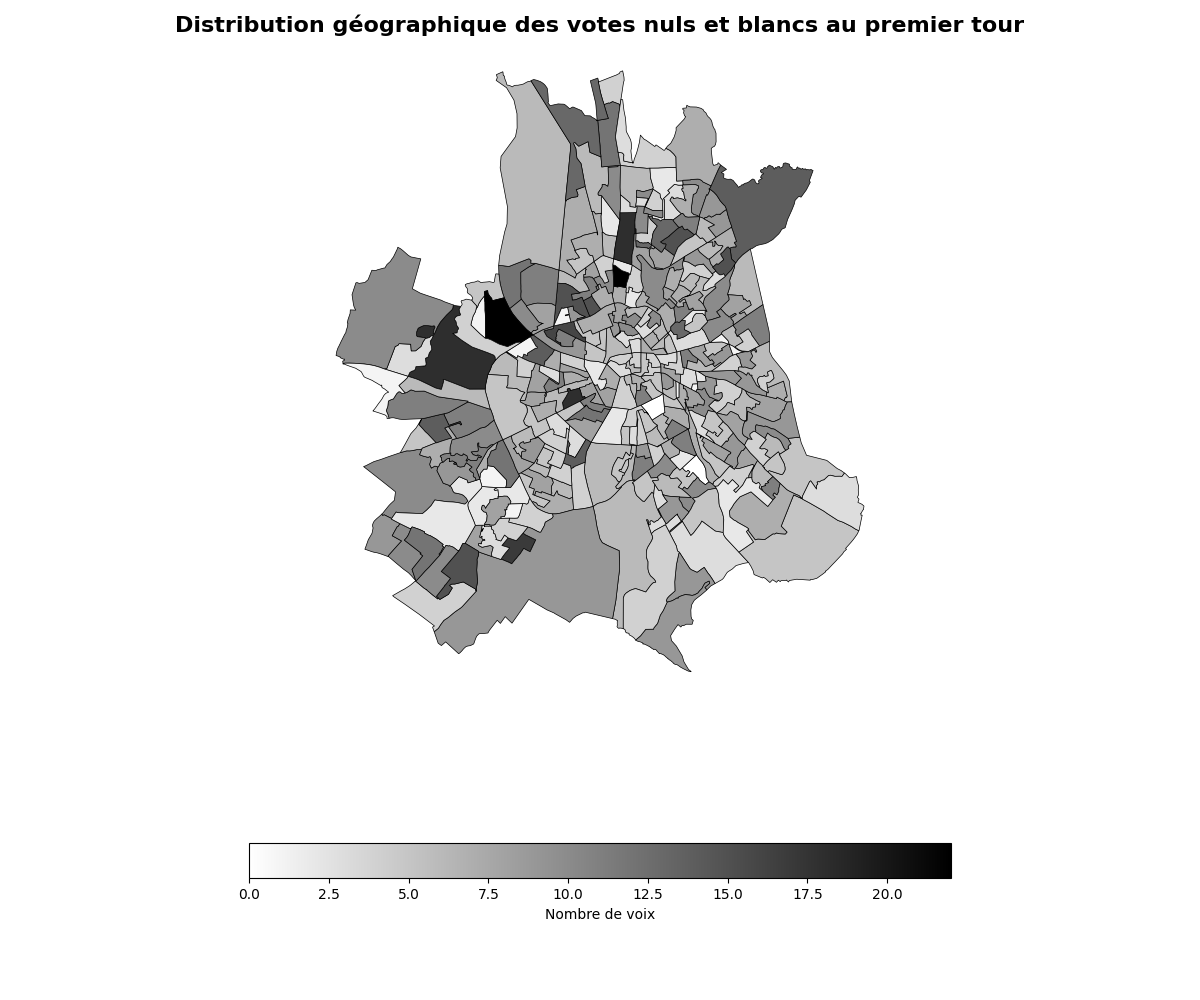 Distribution géographique des votes nuls et blancs au premier tour
0.0 2.5 5.0 7.5 10.0 12.5 15.0 17.5 20.0
Nombre de voix